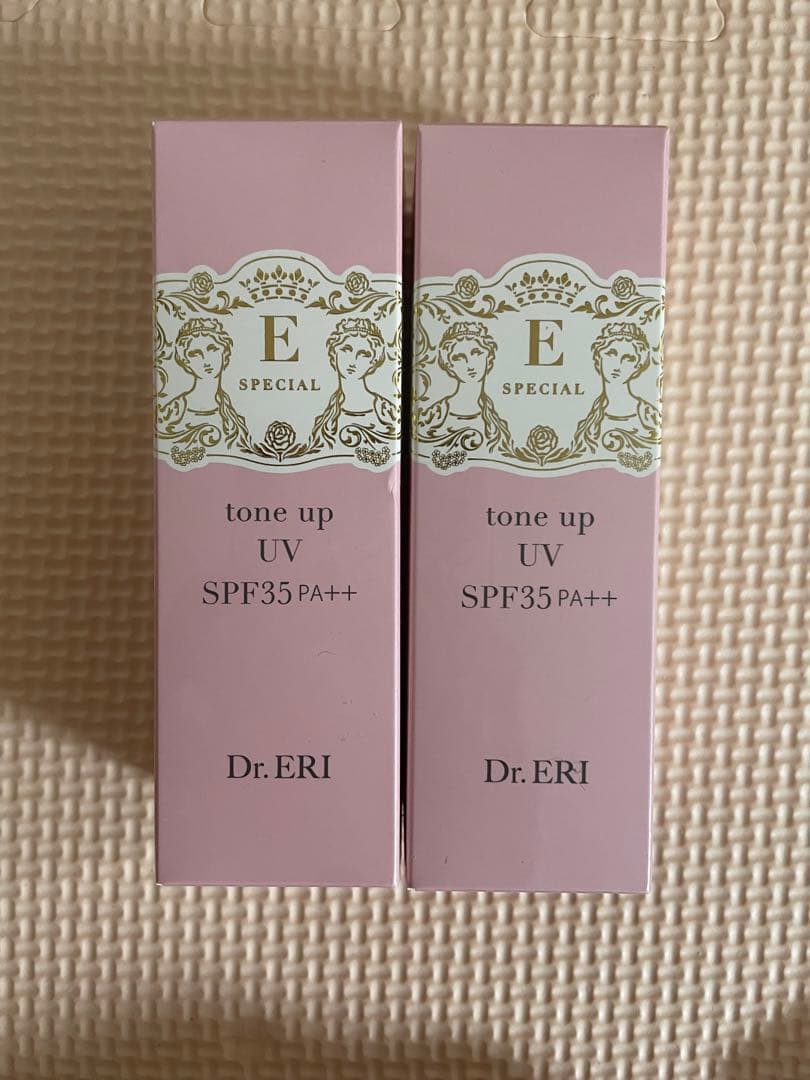 E
SPECIAL
tone up
UV
SPF35 PA++
Dr. ERI
E
SPECIAL
tone up
UV
SPF35 PA++
Dr. ERI